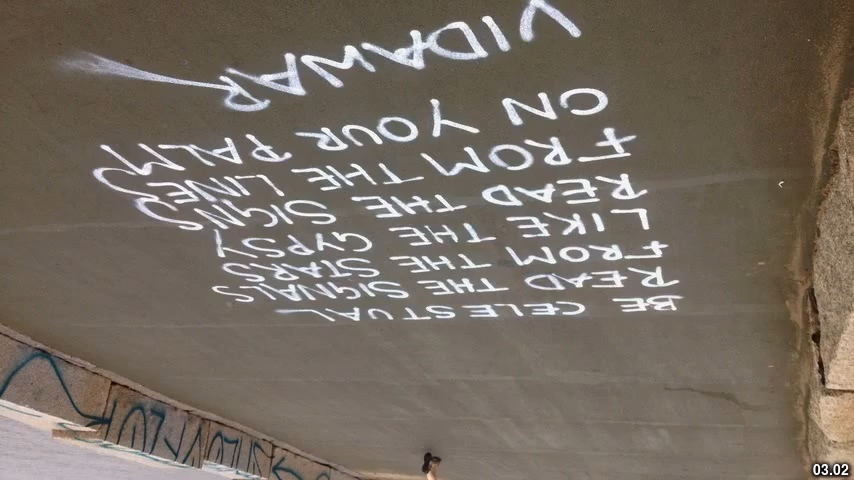 BE CELESTUAL
READ THE SIGNALS
FROM THE STARS
LIKE THE GYPSY
READ THE SIGNS
FROM THE LINES
ON YOUR PALM
VIDAWAR
03.02